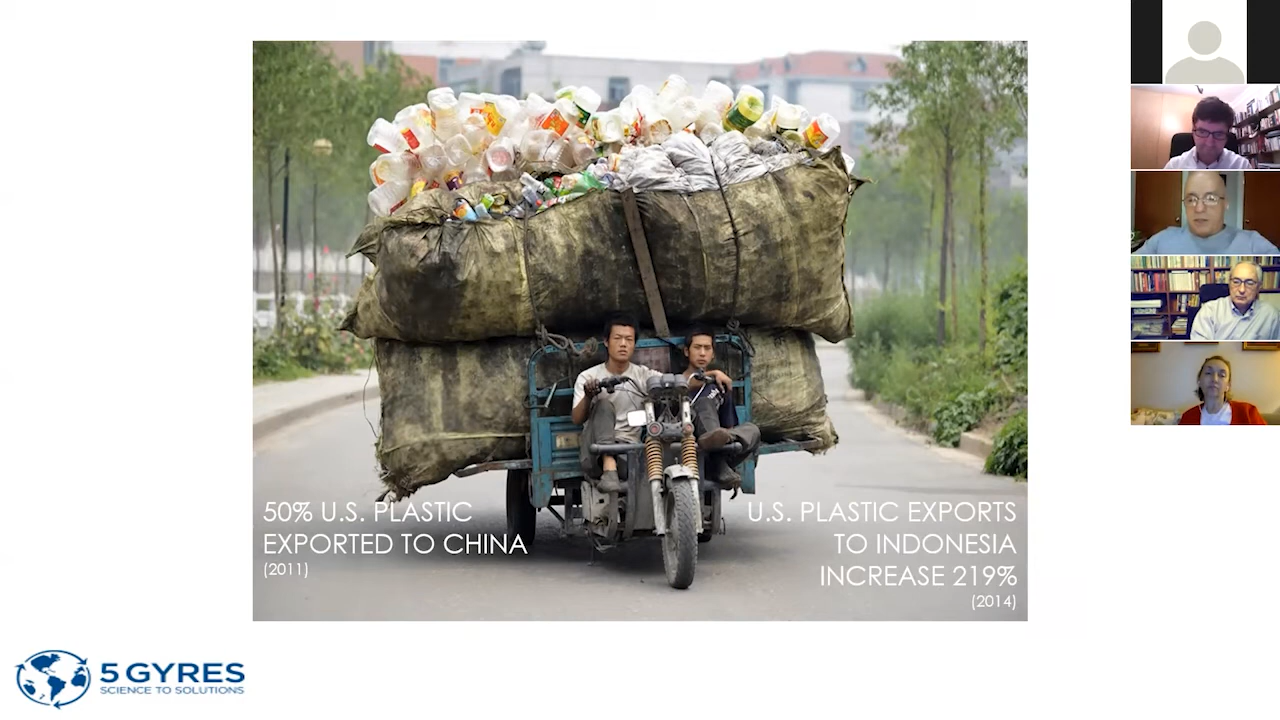 50% U.S. PLASTIC
EXPORTED TO CHINA
(2011)
U.S. PLASTIC EXPORTS
TO INDONESIA
INCREASE 219%
(2014)
5 GYRES
SCIENCE TO SOLUTIONS